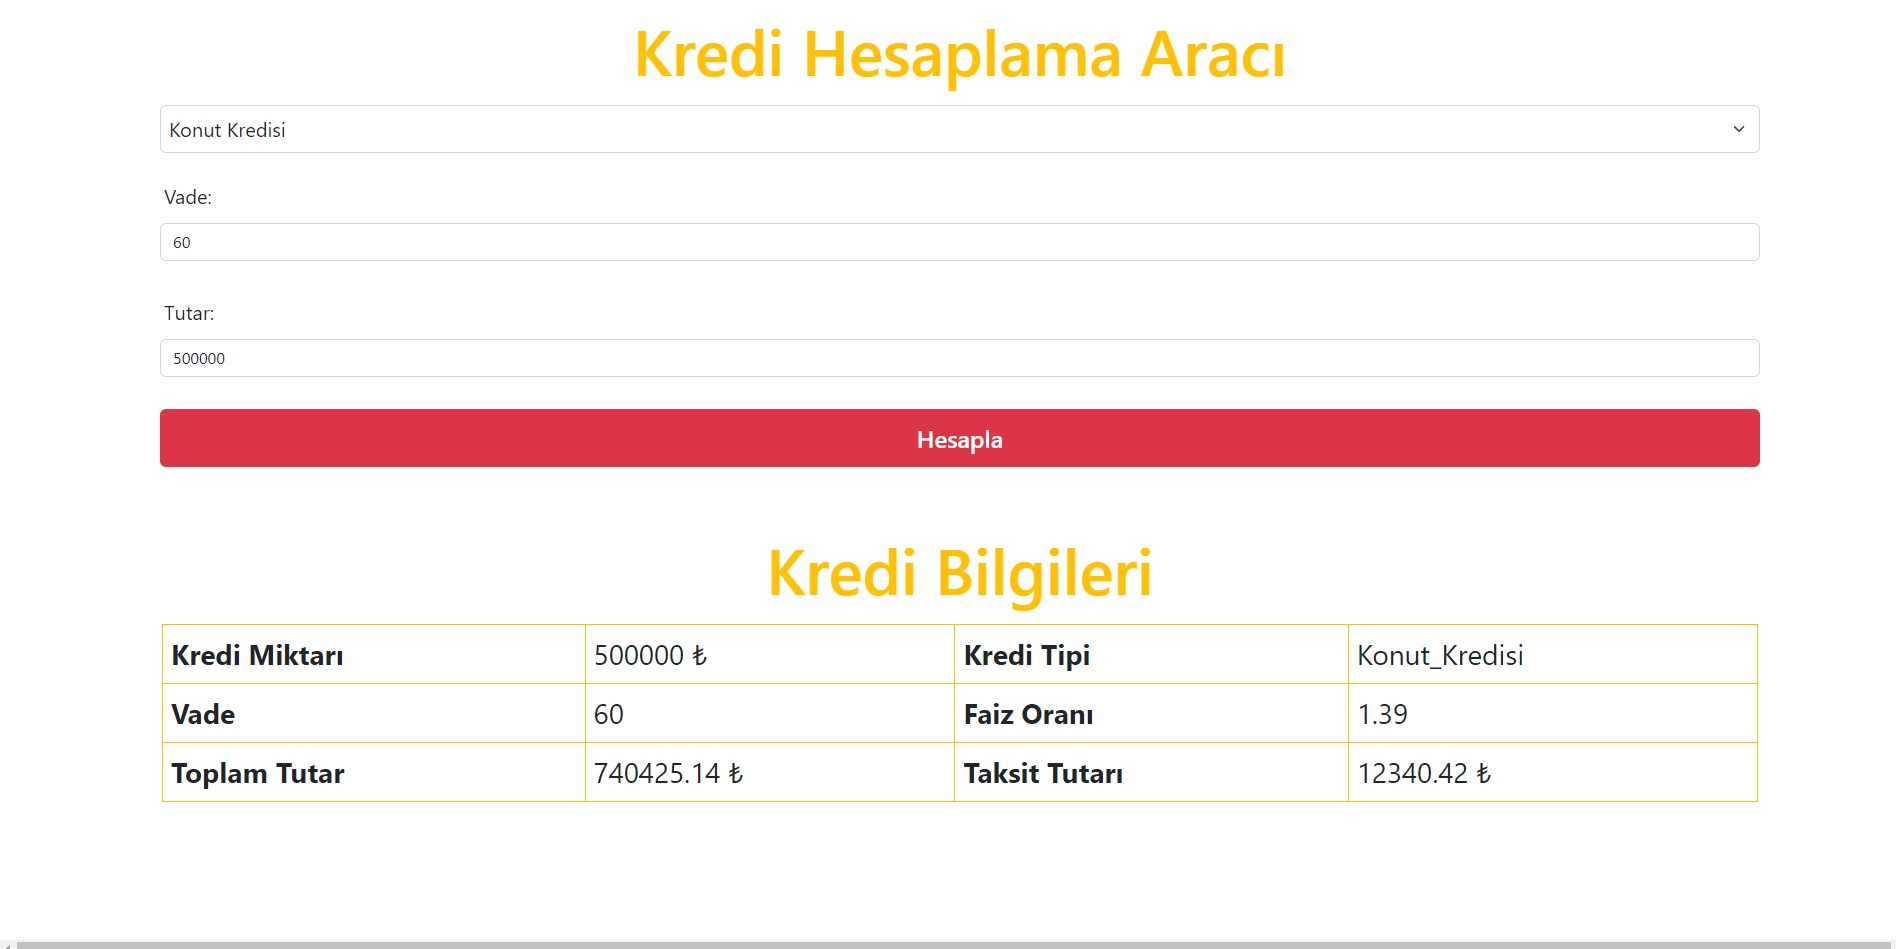 Kredi Hesaplama Aracı
Konut Kredisi
Vade:
60
Tutar:
500000
Hesapla
Kredi Bilgileri
Kredi Miktarı 500000 ₺ Kredi Tipi Konut_Kredisi
Vade 60 Faiz Oranı 1.39
Toplam Tutar 740425.14 ₺ Taksit Tutarı 12340.42 ₺